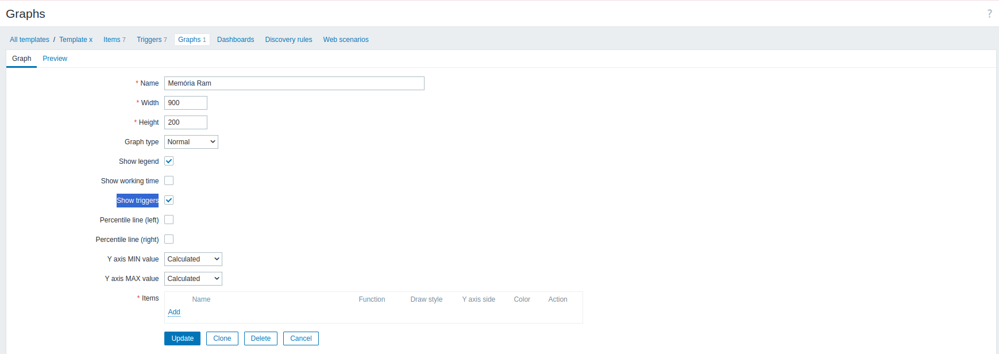 Graphs
?
All templates / Template x Items 7 Triggers 7 Graphs 1 Dashboards Discovery rules Web scenarios
Graph Preview
* Name Memória Ram
* Width 900
* Height 200
Graph type Normal
Show legend
Show working time
Show triggers
Percentile line (left)
Percentile line (right)
Y axis MIN value Calculated
Y axis MAX value Calculated
* Items Name Function Draw style Y axis side Color Action
Add
Update Clone Delete Cancel